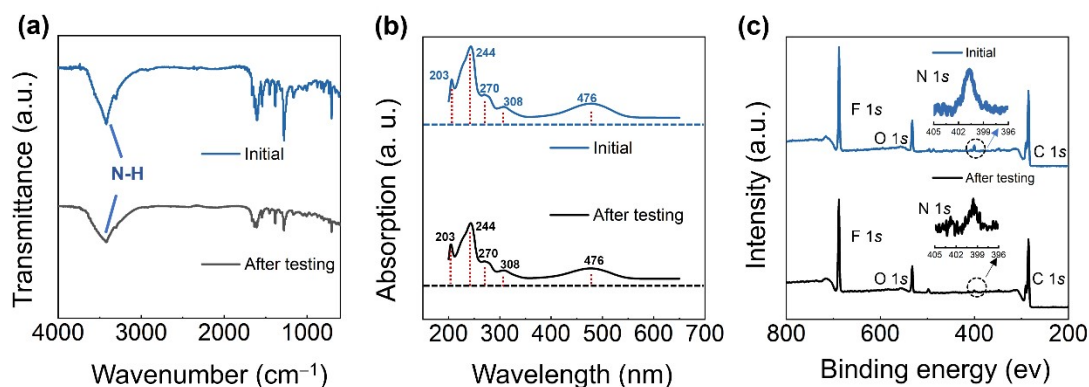 (a)
Transmittance (a.u.)
Initial
N-H
After testing
4000 3000 2000 1000
Wavenumber (cm⁻¹)
(b)
Absorption (a. u.)
244
203
270
308
476
Initial
After testing
244
203
270
308
476
200 300 400 500 600 700
Wavelength (nm)
(c)
Intensity (a.u.)
Initial
N 1s
405 402 399 396
F 1s
O 1s
C 1s
After testing
N 1s
405 402 399 396
F 1s
O 1s
C 1s
800 600 400 200
Binding energy (ev)